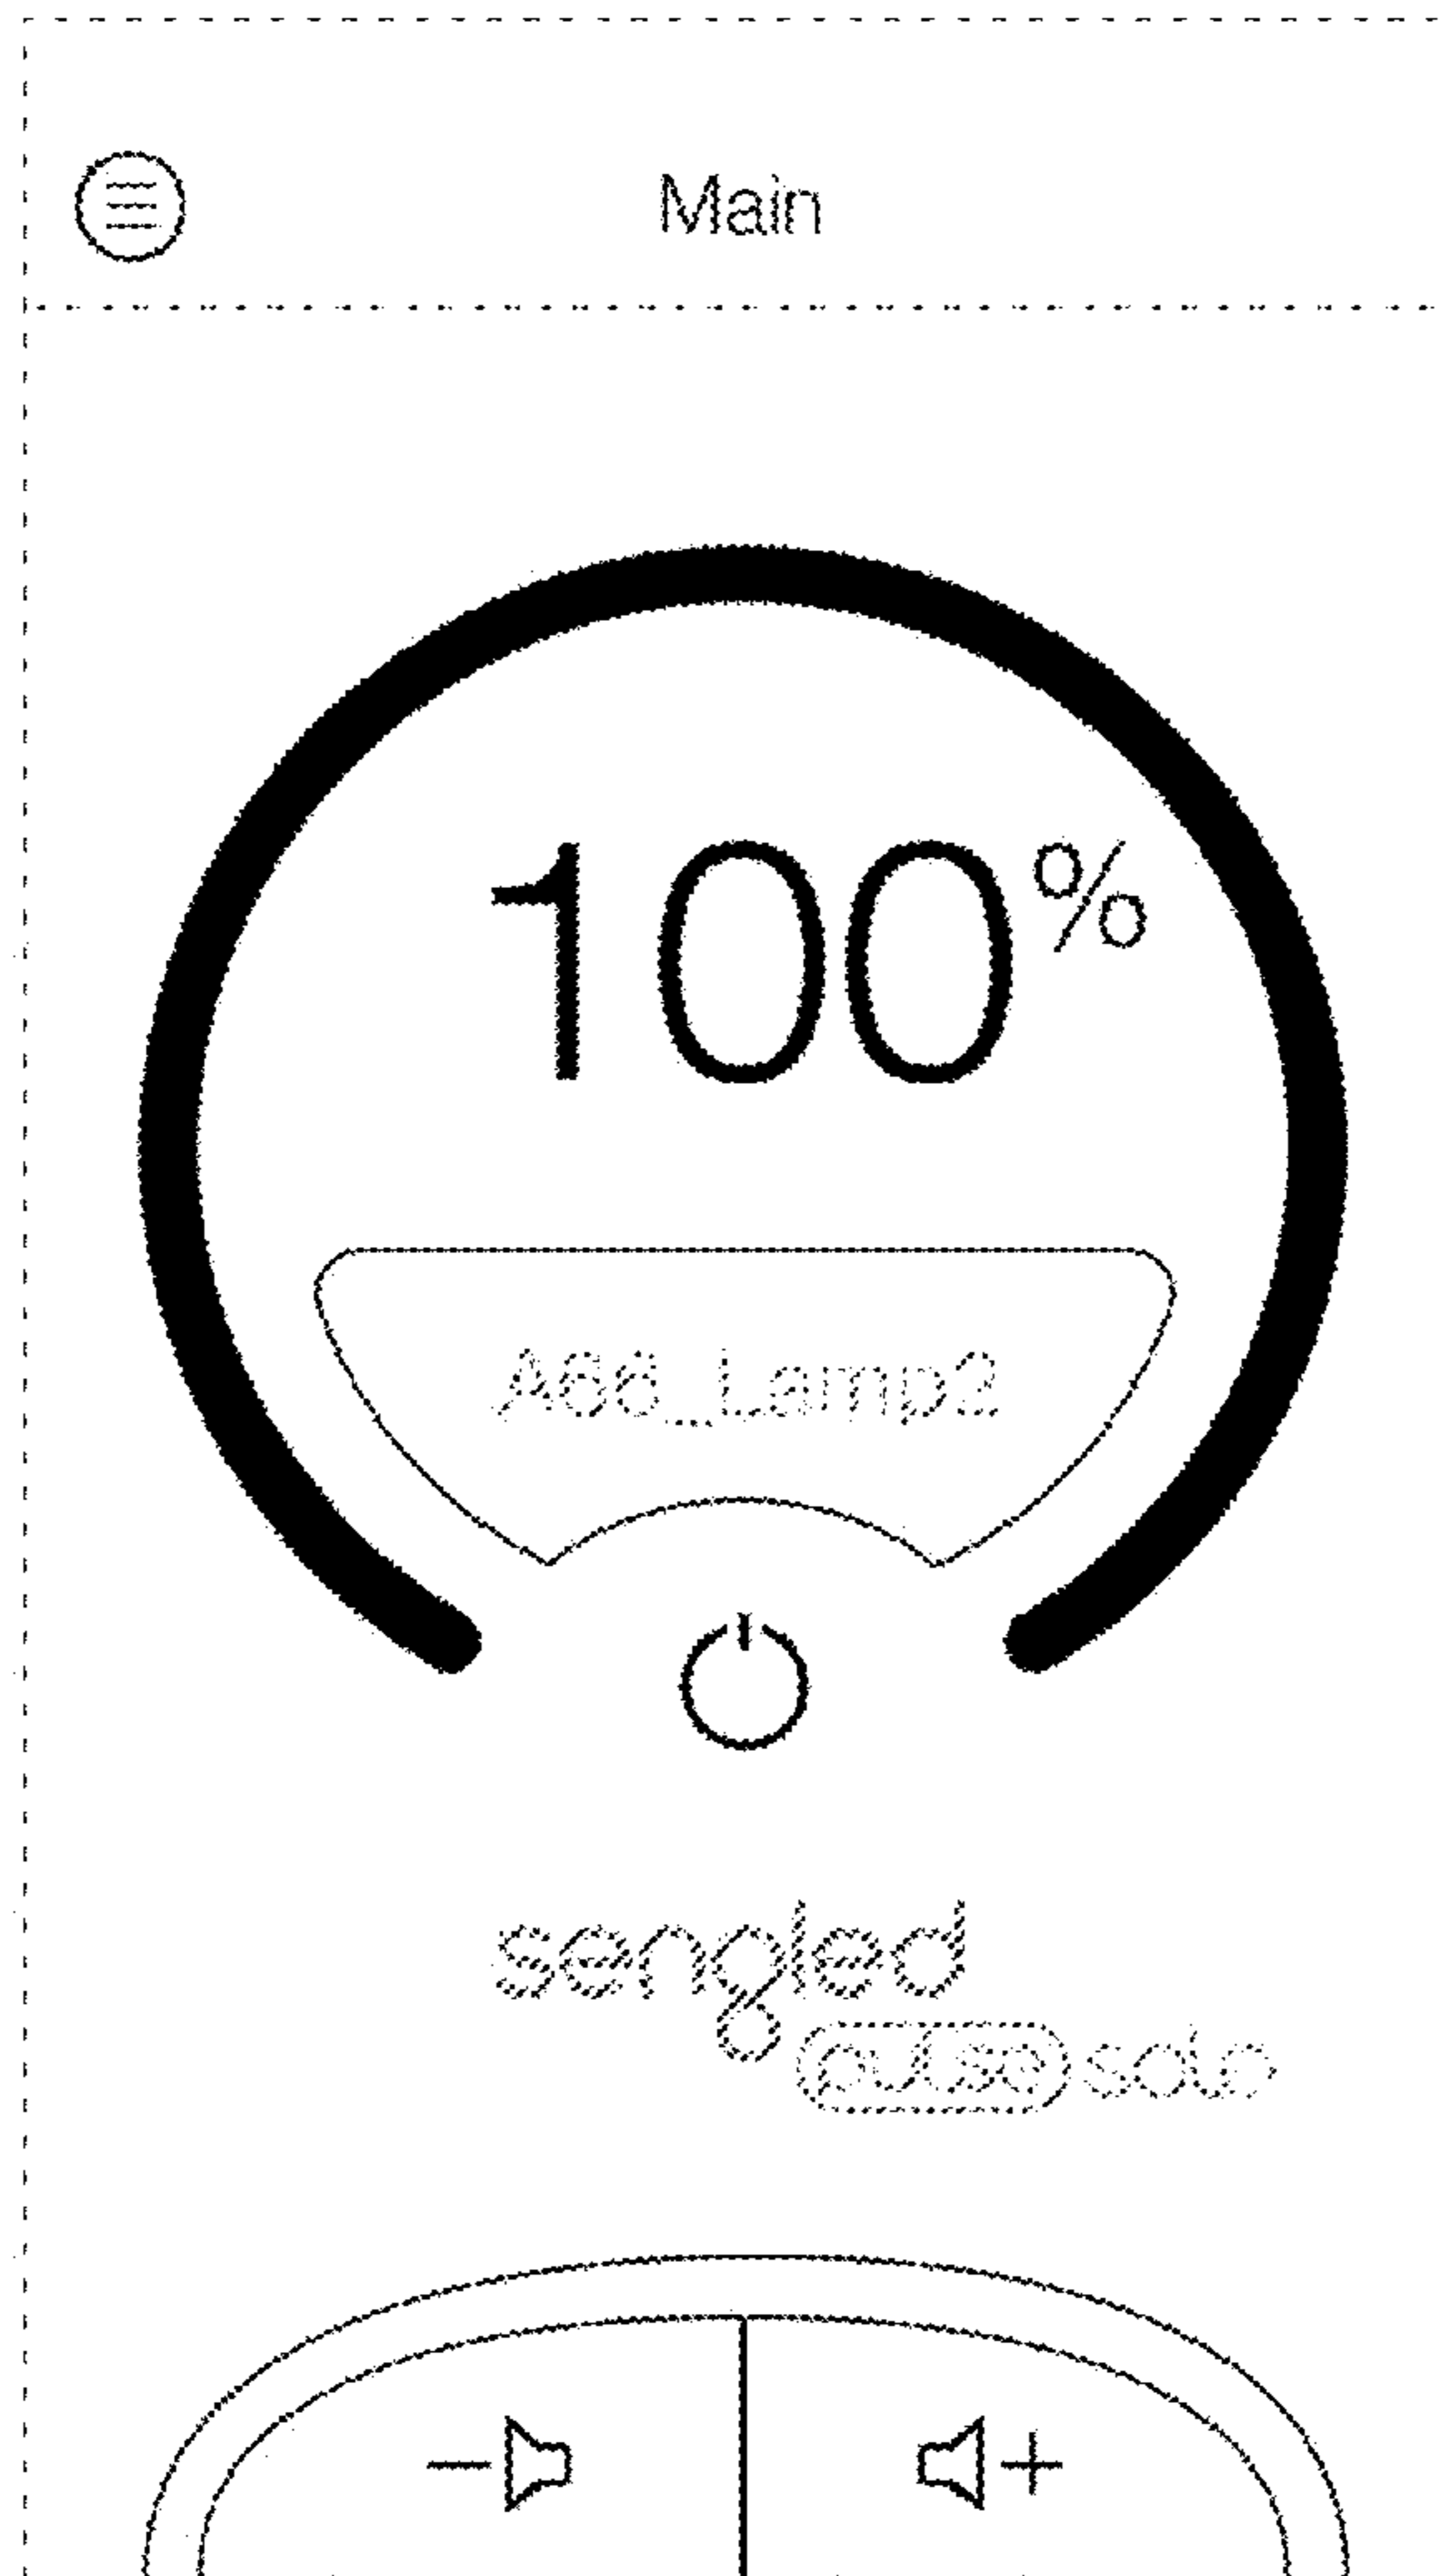 Main
100%
A66_Lamp2
sengled
pulse solo
− +